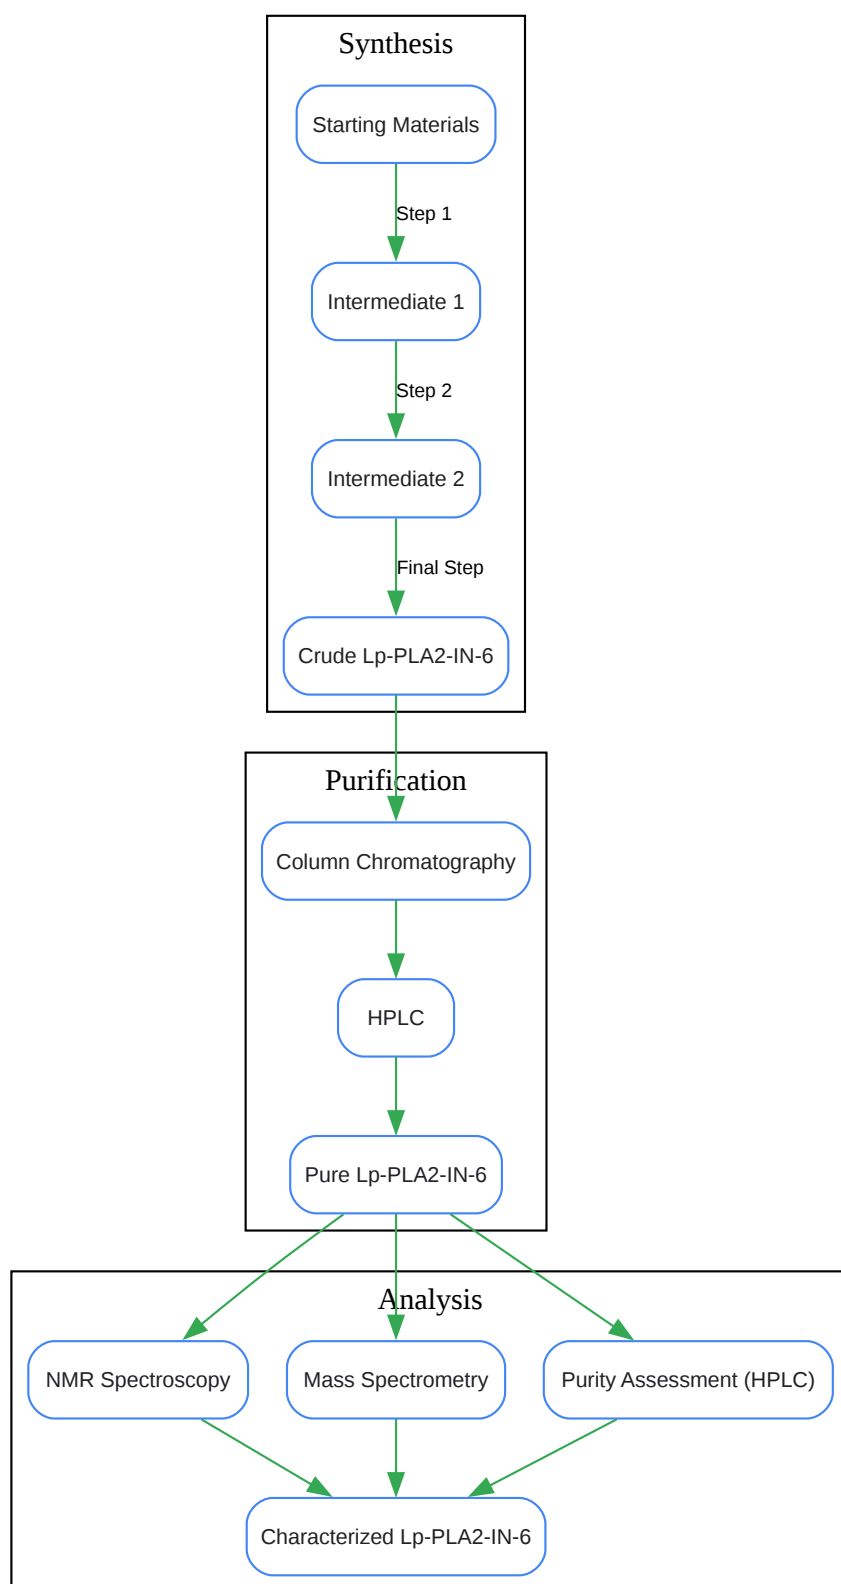 Synthesis
Starting Materials
Step 1
Intermediate 1
Step 2
Intermediate 2
Final Step
Crude Lp-PLA2-IN-6
Purification
Column Chromatography
HPLC
Pure Lp-PLA2-IN-6
Analysis
NMR Spectroscopy
Mass Spectrometry
Purity Assessment (HPLC)
Characterized Lp-PLA2-IN-6